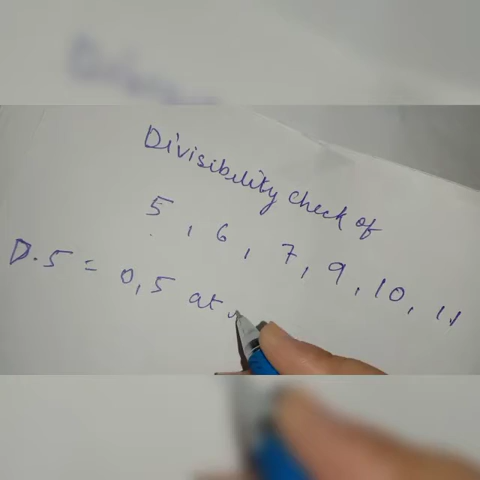 Divisibility check of
5, 6, 7, 9, 10, 11
D.5 = 0,5 at